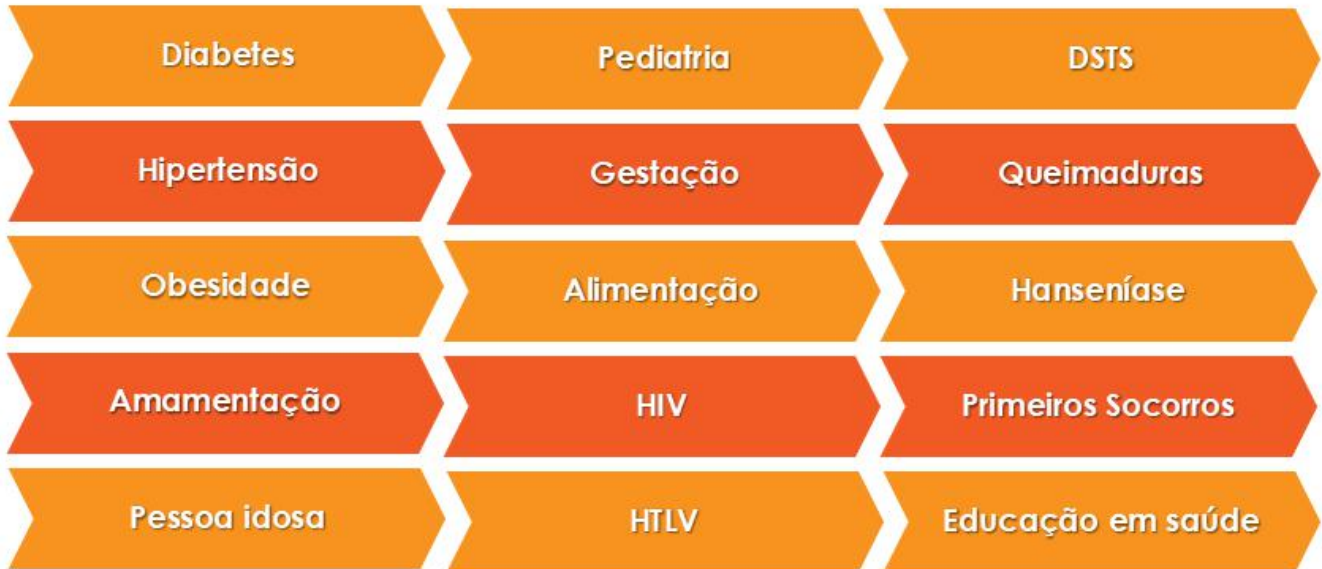 Diabetes
Pediatria
DSTS
Hipertensão
Gestação
Queimaduras
Obesidade
Alimentação
Hanseníase
Amamentação
HIV
Primeiros Socorros
Pessoa idosa
HTLV
Educação em saúde